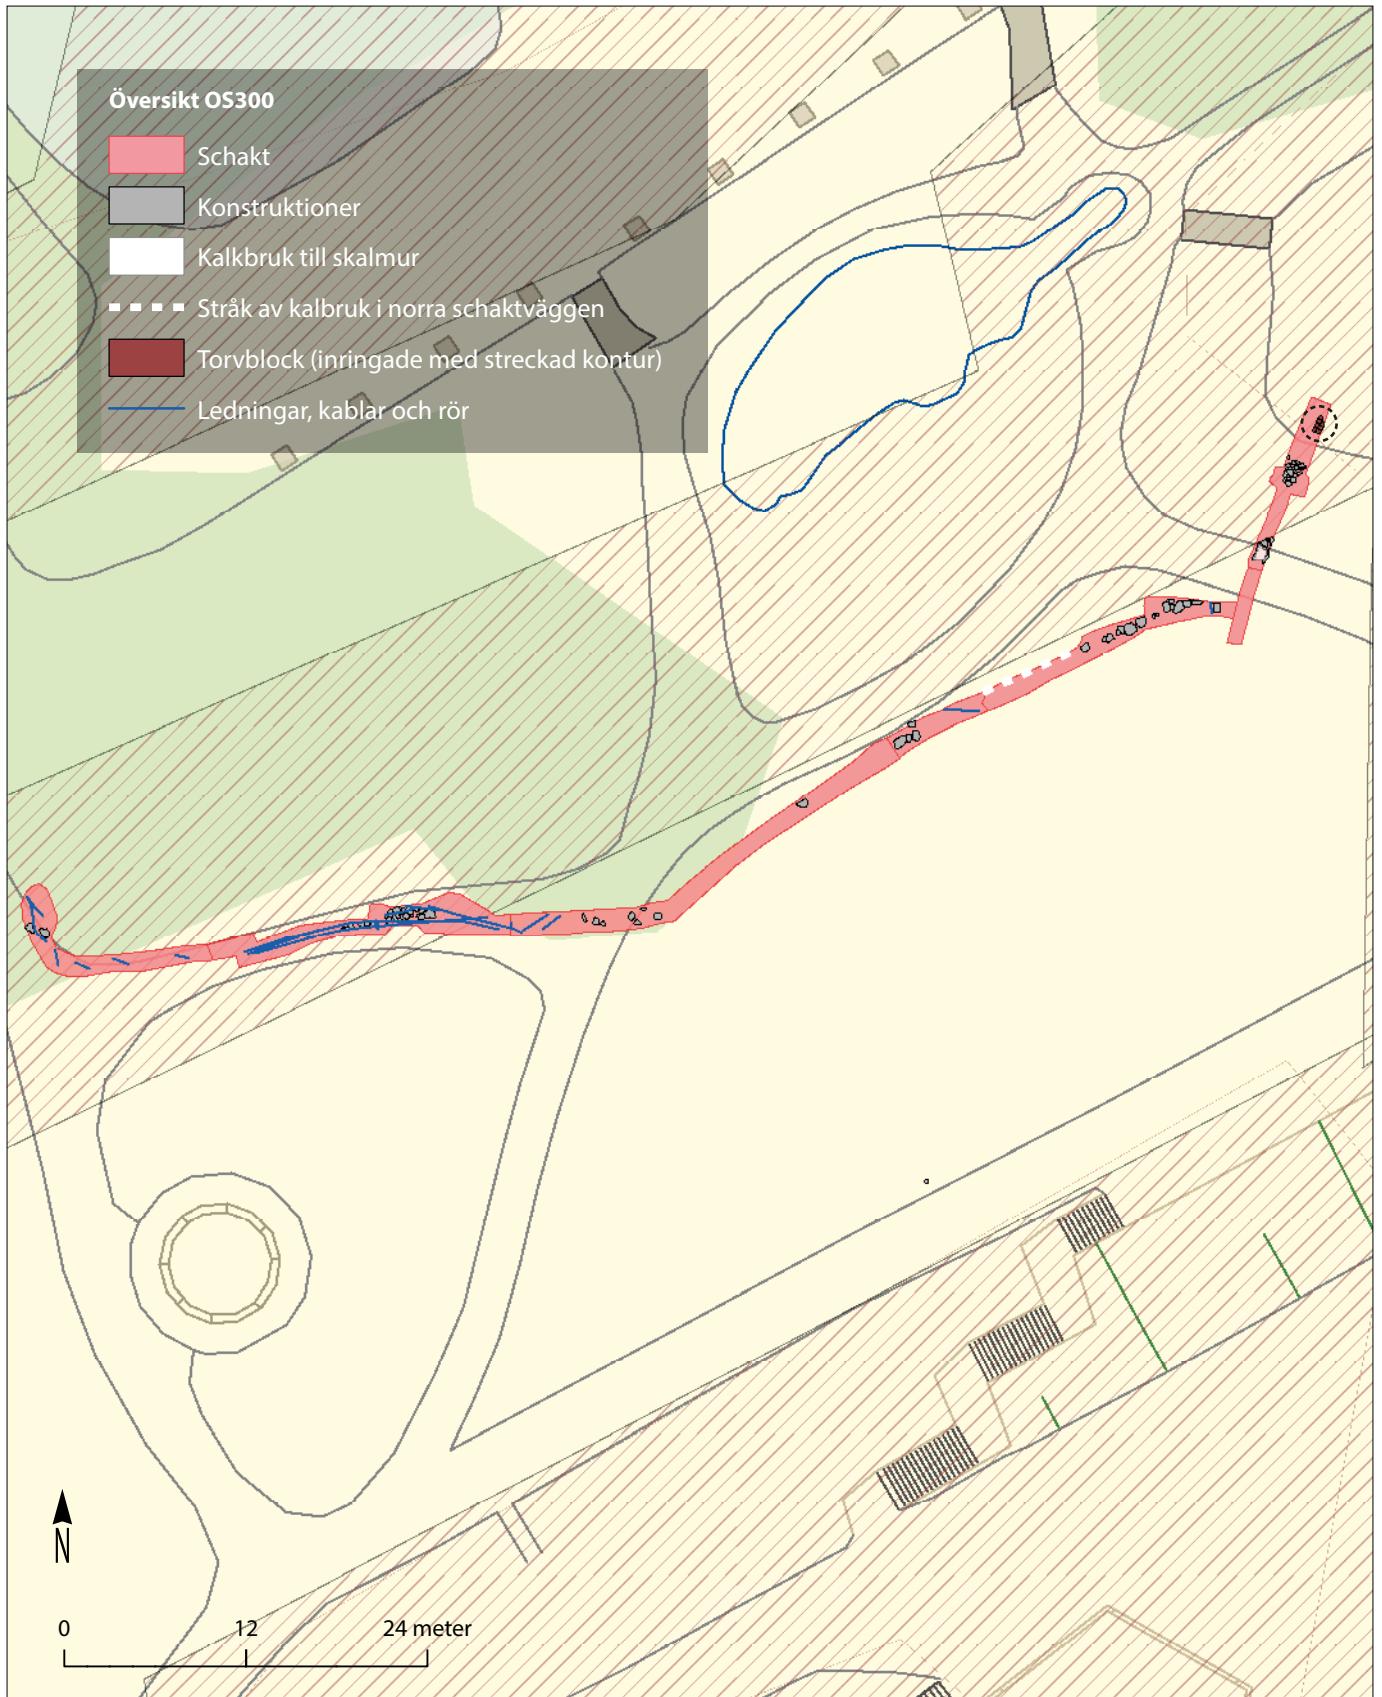 Översikt OS300
Schakt
Konstruktioner
Kalkbruk till skalmur
Stråk av kalbruk i norra schaktväggen
Torvblock (inringade med streckad kontur)
Ledningar, kablar och rör
N
0 12 24 meter